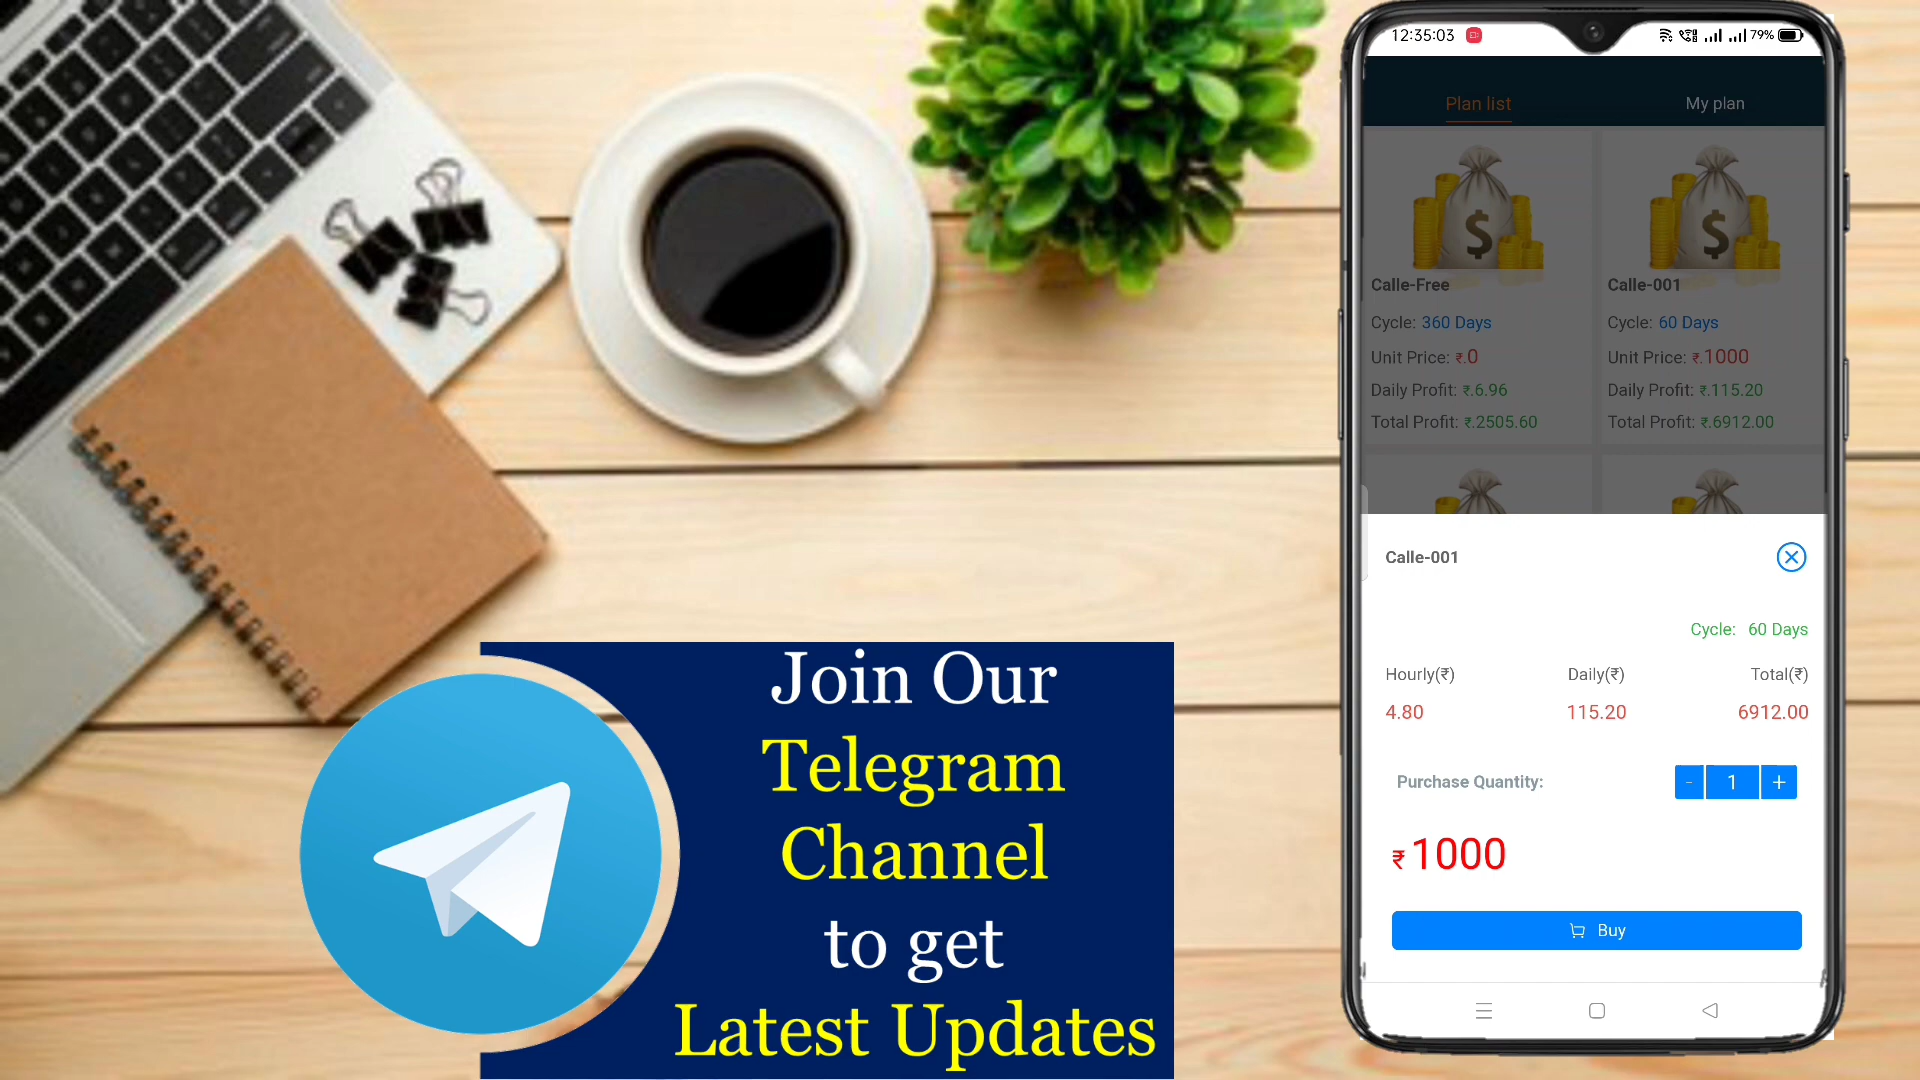 12:35:03
79%
Plan list My plan
Calle-Free
Cycle: 360 Days
Unit Price: ₹.0
Daily Profit: ₹.6.96
Total Profit: ₹.2505.60
Calle-001
Cycle: 60 Days
Unit Price: ₹.1000
Daily Profit: ₹.115.20
Total Profit: ₹.6912.00
Calle-001
Cycle: 60 Days
Hourly(₹) Daily(₹) Total(₹)
4.80 115.20 6912.00
Purchase Quantity: - 1 +
₹1000
Buy
Join Our
Telegram
Channel
to get
Latest Updates